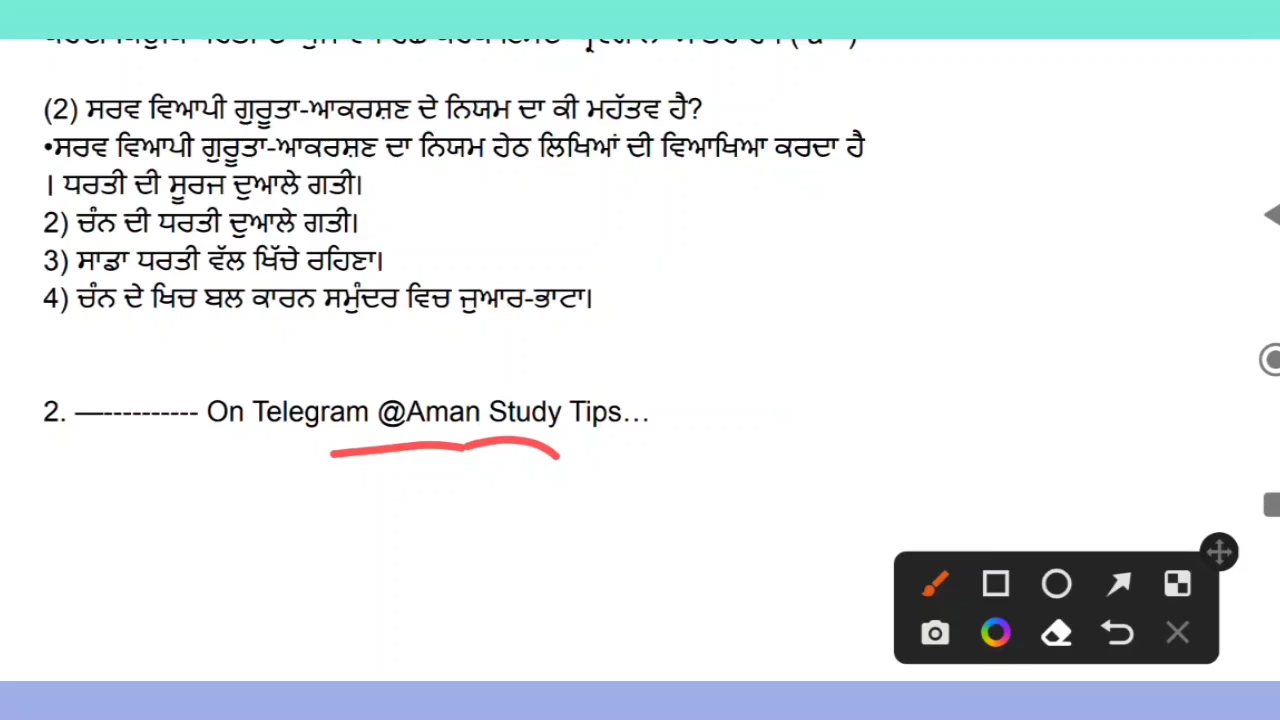 (2) ਸਰਵ ਵਿਆਪੀ ਗੁਰੂਤਾ-ਆਕਰਸ਼ਣ ਦੇ ਨਿਯਮ ਦਾ ਕੀ ਮਹੱਤਵ ਹੈ?
•ਸਰਵ ਵਿਆਪੀ ਗੁਰੂਤਾ-ਆਕਰਸ਼ਣ ਦਾ ਨਿਯਮ ਹੇਠ ਲਿਖਿਆਂ ਦੀ ਵਿਆਖਿਆ ਕਰਦਾ ਹੈ
। ਧਰਤੀ ਦੀ ਸੂਰਜ ਦੁਆਲੇ ਗਤੀ।
2) ਚੰਨ ਦੀ ਧਰਤੀ ਦੁਆਲੇ ਗਤੀ।
3) ਸਾਡਾ ਧਰਤੀ ਵੱਲ ਖਿੱਚੇ ਰਹਿਣਾ।
4) ਚੰਨ ਦੇ ਖਿਚ ਬਲ ਕਾਰਨ ਸਮੁੰਦਰ ਵਿਚ ਜੁਆਰ-ਭਾਟਾ।
2. —---------- On Telegram @Aman Study Tips…